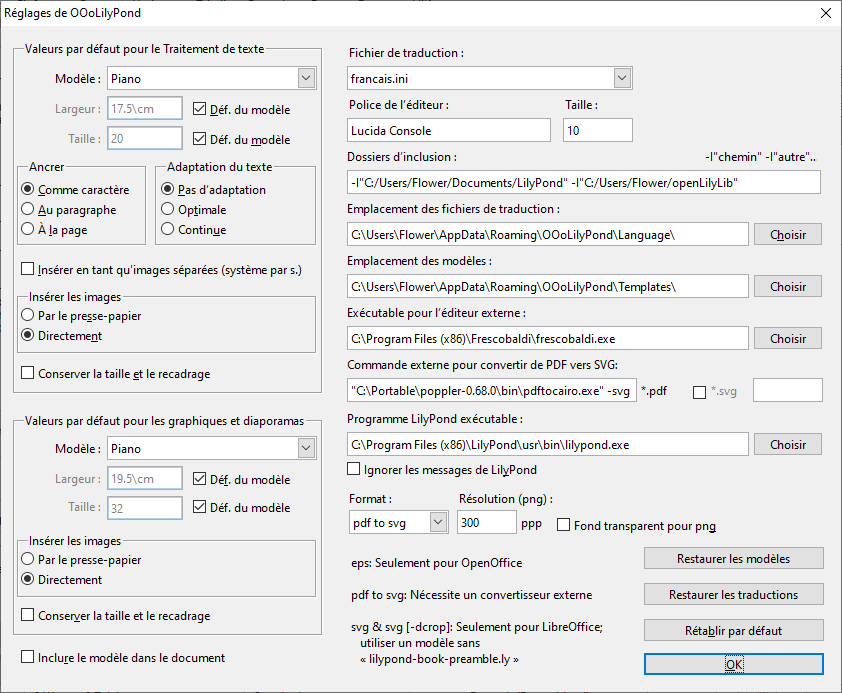 Réglages de OOoLilyPond
Valeurs par défaut pour le Traitement de texte
Modèle : Piano
Largeur : 17.5\cm Déf. du modèle
Taille : 20 Déf. du modèle
Ancrer
Comme caractère
Au paragraphe
À la page
Adaptation du texte
Pas d'adaptation
Optimale
Continue
Insérer en tant qu'images séparées (système par s.)
Insérer les images
Par le presse-papier
Directement
Conserver la taille et le recadrage
Valeurs par défaut pour les graphiques et diaporamas
Modèle : Piano
Largeur : 19.5\cm Déf. du modèle
Taille : 32 Déf. du modèle
Insérer les images
Par le presse-papier
Directement
Conserver la taille et le recadrage
Inclure le modèle dans le document
Fichier de traduction :
francais.ini
Police de l'éditeur : Taille :
Lucida Console 10
Dossiers d'inclusion : -I"chemin" -I"autre"..
-I"C:/Users/Flower/Documents/LilyPond" -I"C:/Users/Flower/openLilyLib"
Emplacement des fichiers de traduction :
C:\Users\Flower\AppData\Roaming\OOoLilyPond\Language\ Choisir
Emplacement des modèles :
C:\Users\Flower\AppData\Roaming\OOoLilyPond\Templates\ Choisir
Exécutable pour l'éditeur externe :
C:\Program Files (x86)\Frescobaldi\frescobaldi.exe Choisir
Commande externe pour convertir de PDF vers SVG:
"C:\Portable\poppler-0.68.0\bin\pdftocairo.exe" -svg *.pdf *.svg
Programme LilyPond exécutable :
C:\Program Files (x86)\LilyPond\usr\bin\lilypond.exe Choisir
Ignorer les messages de LilyPond
Format : Résolution (png) :
pdf to svg 300 ppp Fond transparent pour png
eps: Seulement pour OpenOffice
pdf to svg: Nécessite un convertisseur externe
svg & svg [-dcrop]: Seulement pour LibreOffice;
utiliser un modèle sans
« lilypond-book-preamble.ly »
Restaurer les modèles
Restaurer les traductions
Rétablir par défaut
OK